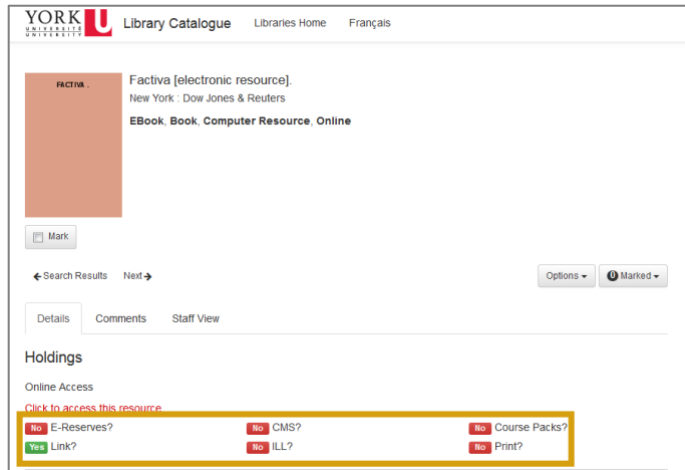 YORK U Library Catalogue Libraries Home Français
UNIVERSITÉ
UNIVERSITY
FACTIVA .
Factiva [electronic resource].
New York : Dow Jones & Reuters
EBook, Book, Computer Resource, Online
Mark
Search Results Next
Options 0 Marked
Details Comments Staff View
Holdings
Online Access
Click to access this resource
No E-Reserves? No CMS? No Course Packs?
Yes Link? No ILL? No Print?